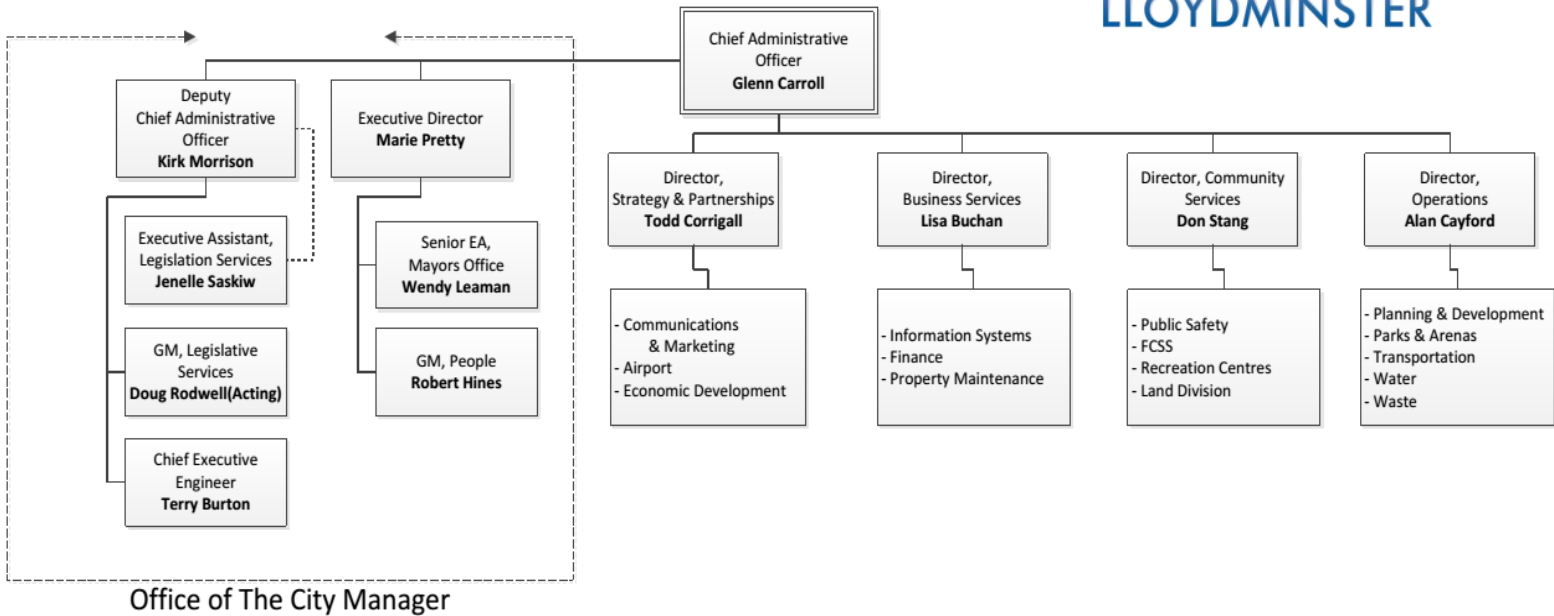 LLOYDMINSTER
Chief Administrative
Officer
Glenn Carroll
Deputy
Chief Administrative
Officer
Kirk Morrison
Executive Director
Marie Pretty
Executive Assistant,
Legislation Services
Jenelle Saskiw
GM, Legislative
Services
Doug Rodwell(Acting)
Chief Executive
Engineer
Terry Burton
Senior EA,
Mayors Office
Wendy Leaman
GM, People
Robert Hines
Office of The City Manager
Director,
Strategy & Partnerships
Todd Corrigall
- Communications
& Marketing
- Airport
- Economic Development
Director,
Business Services
Lisa Buchan
- Information Systems
- Finance
- Property Maintenance
Director, Community
Services
Don Stang
- Public Safety
- FCSS
- Recreation Centres
- Land Division
Director,
Operations
Alan Cayford
- Planning & Development
- Parks & Arenas
- Transportation
- Water
- Waste